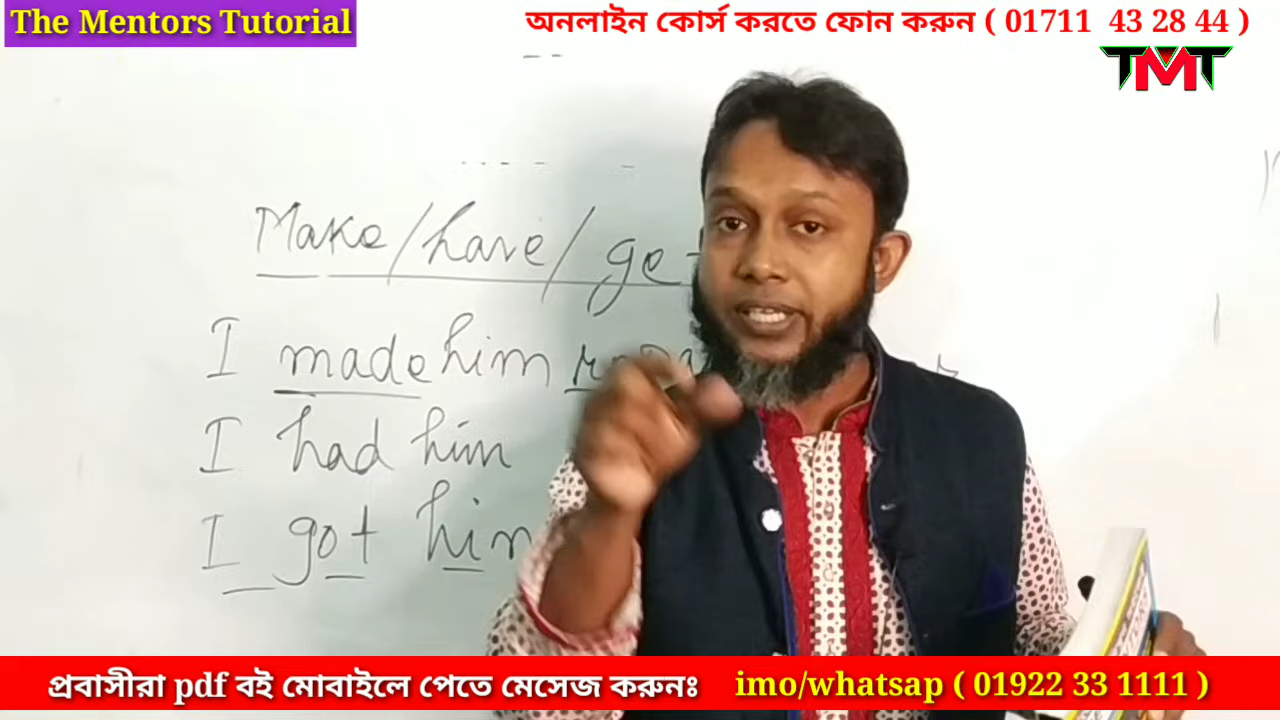 The Mentors Tutorial
অনলাইন কোর্স করতে ফোন করুন ( 01711 43 28 44 )
TMT
Make/have/get
I made him
I had him
I got him
প্রবাসীরা pdf বই মোবাইলে পেতে মেসেজ করুনঃ imo/whatsap ( 01922 33 1111 )